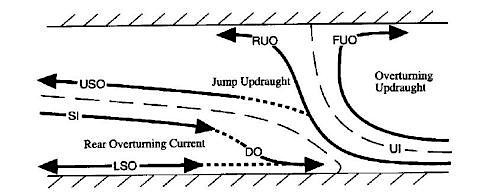 RUO
FUO
USO
Jump Updraught
Overturning
Updraught
SI
Rear Overturning Current
DO
UI
LSO